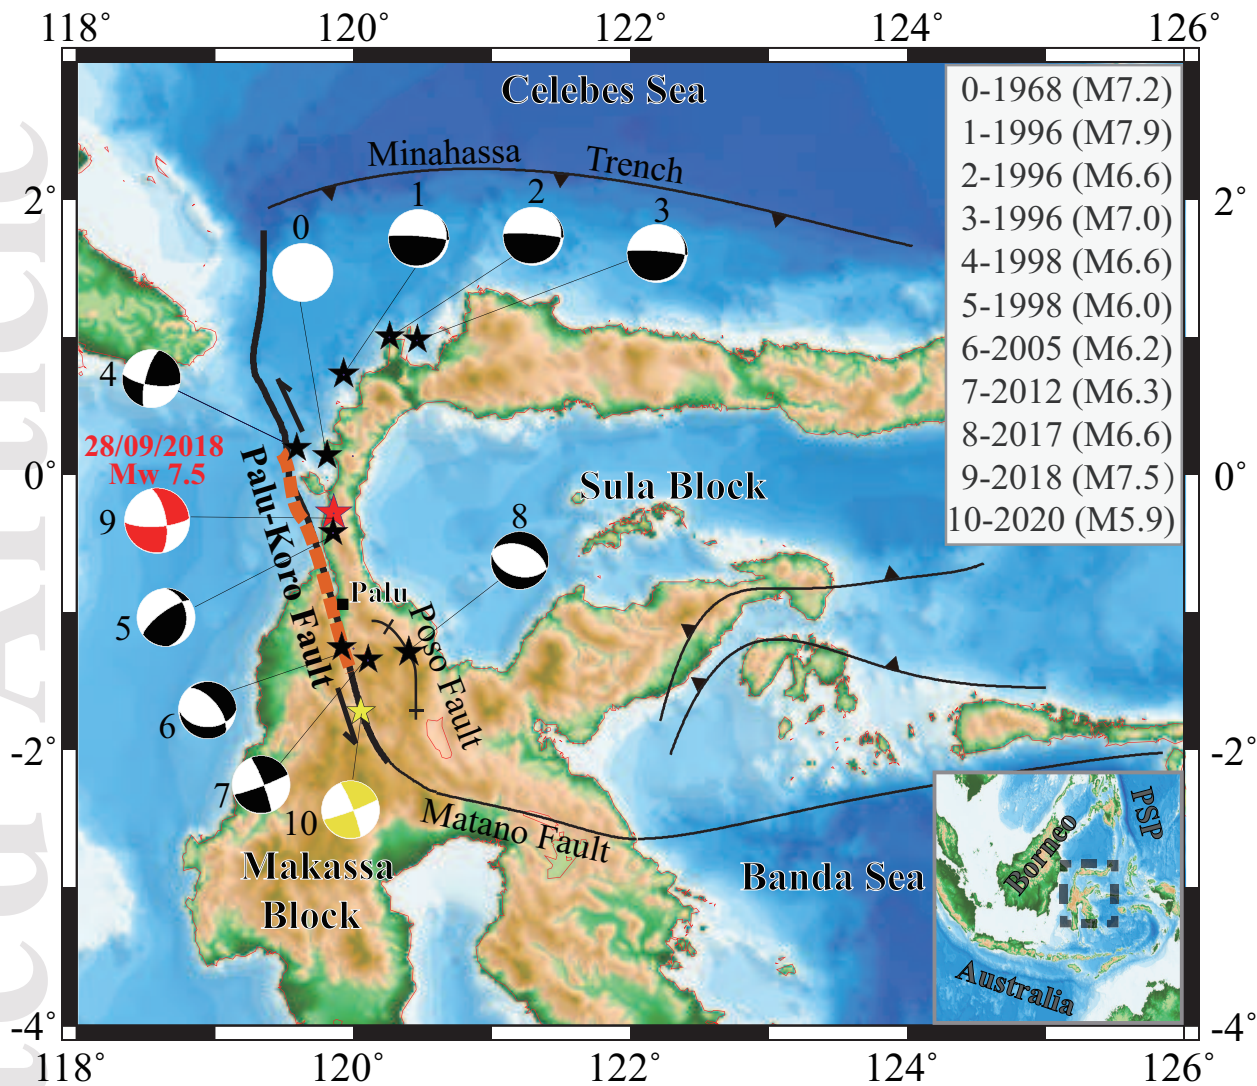 118° 120° 122° 124° 126°
Celebes Sea
0-1968 (M7.2)
1-1996 (M7.9)
2-1996 (M6.6)
3-1996 (M7.0)
4-1998 (M6.6)
5-1998 (M6.0)
6-2005 (M6.2)
7-2012 (M6.3)
8-2017 (M6.6)
9-2018 (M7.5)
10-2020 (M5.9)
Minahassa Trench
2° 2°
0 1 2 3
4
28/09/2018
Mw 7.5
Palu-Koro Fault
0° 0°
Sula Block
9
8
5
Palu
Poso Fault
6
-2° -2°
7
10
Matano Fault
Makassa
Block
Banda Sea
PSP
Borneo
Australia
-4° -4°
118° 120° 122° 124° 126°